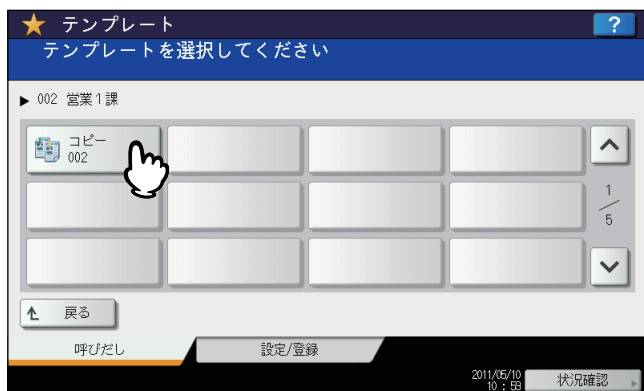 テンプレート
?
テンプレートを選択してください
002 営業1課
コピー
002
1
5
戻る
呼びだし
設定/登録
2011/05/10
10:59
状況確認